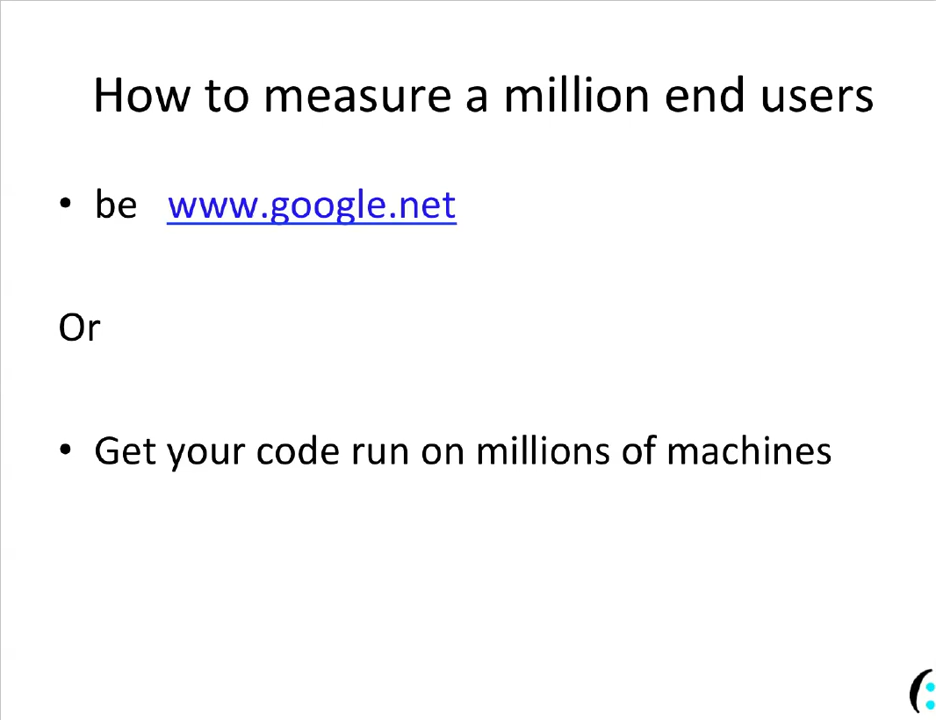 How to measure a million end users
• be www.google.net
Or
• Get your code run on millions of machines
(: